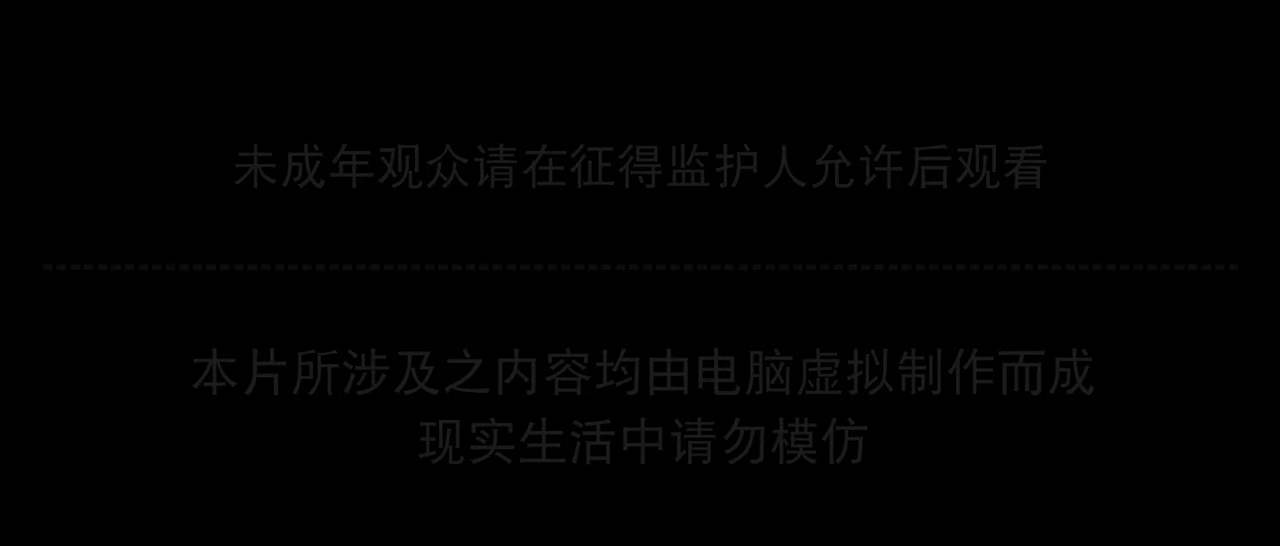 未成年观众请在征得监护人允许后观看
本片所涉及之内容均由电脑虚拟制作而成
现实生活中请勿模仿